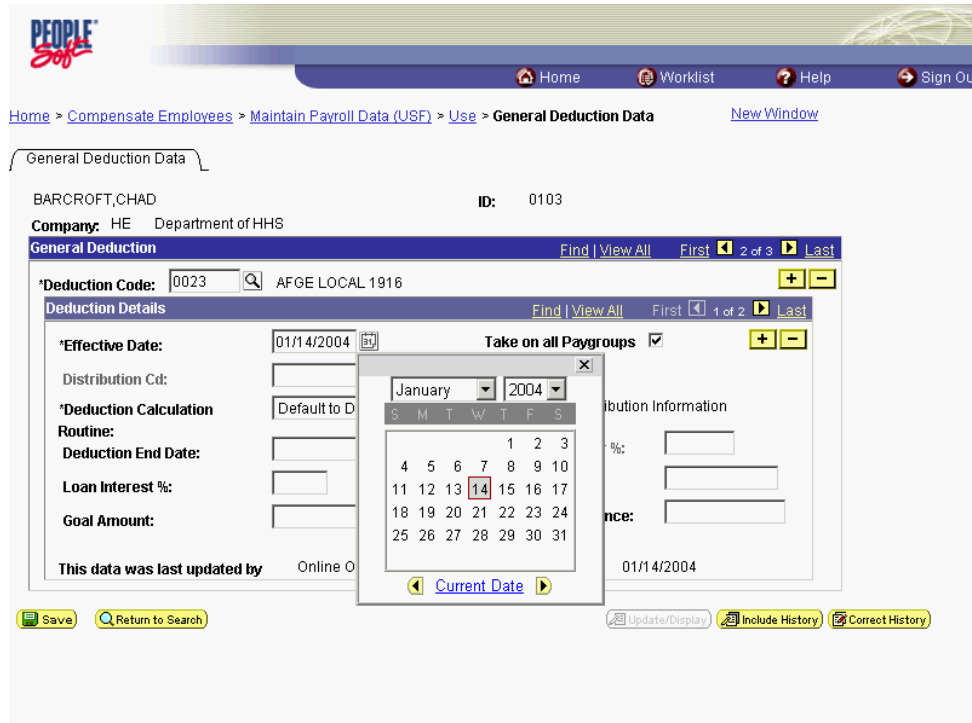 PEOPLE
Soft
Home Worklist Help Sign Ou
Home > Compensate Employees > Maintain Payroll Data (USF) > Use > General Deduction Data New Window
General Deduction Data
BARCROFT,CHAD ID: 0103
Company: HE Department of HHS
General Deduction Find | View All First 2 of 3 Last
*Deduction Code: 0023 AFGE LOCAL 1916
Deduction Details Find | View All First 1 of 2 Last
*Effective Date: 01/14/2004 31 Take on all Paygroups
Distribution Cd:
January 2004
*Deduction Calculation Routine: Default to D ibution Information
S M T W T F S
1 2 3
Deduction End Date: %:
4 5 6 7 8 9 10
Loan Interest %:
11 12 13 14 15 16 17
18 19 20 21 22 23 24
Goal Amount: nce:
25 26 27 28 29 30 31
This data was last updated by Online O 01/14/2004
Current Date
Save Return to Search Update/Display Include History Correct History